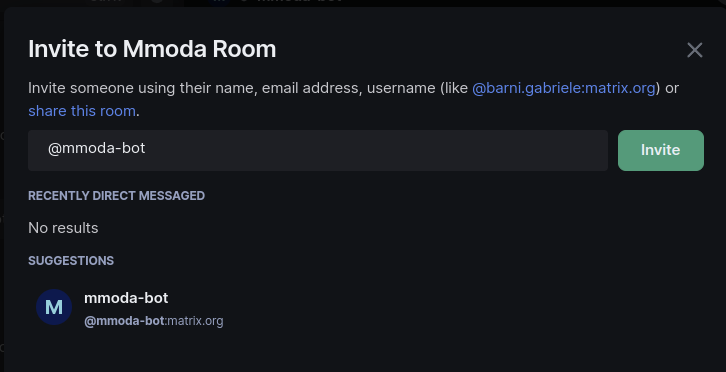 Invite to Mmoda Room
Invite someone using their name, email address, username (like @barni.gabriele:matrix.org) or
share this room.
@mmoda-bot
Invite
RECENTLY DIRECT MESSAGED
No results
SUGGESTIONS
M
mmoda-bot
@mmoda-bot:matrix.org